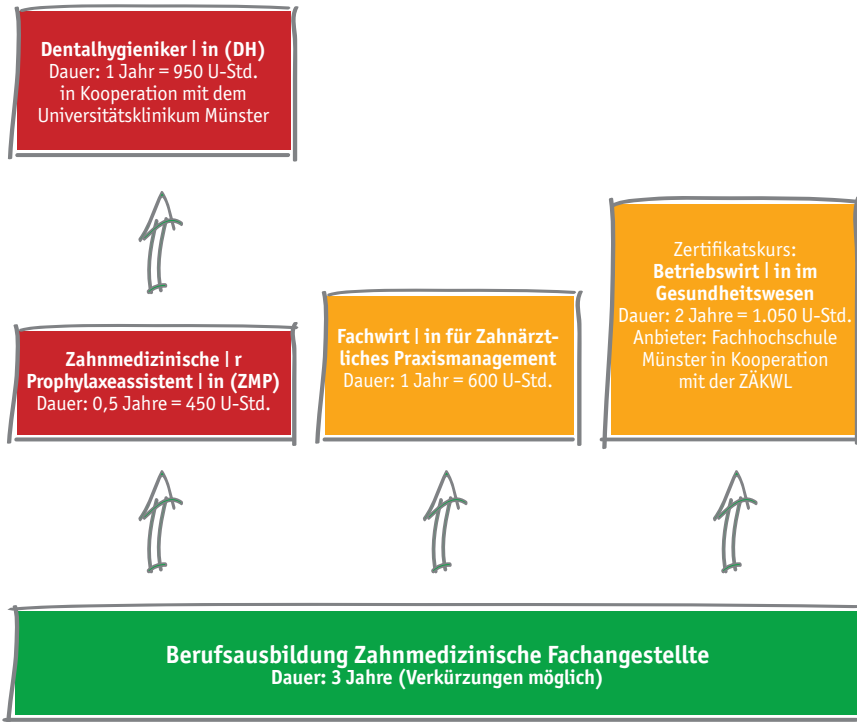 Dentalhygieniker | in (DH)
Dauer: 1 Jahr = 950 U-Std.
in Kooperation mit dem
Universitätsklinikum Münster
Zertifikatskurs:
Betriebswirt | in im
Gesundheitswesen
Dauer: 2 Jahre = 1.050 U-Std.
Anbieter: Fachhochschule
Münster in Kooperation
mit der ZÄKWL
Fachwirt | in für Zahnärzt-
liches Praxismanagement
Dauer: 1 Jahr = 600 U-Std.
Zahnmedizinische | r
Prophylaxeassistent | in (ZMP)
Dauer: 0,5 Jahre = 450 U-Std.
Berufsausbildung Zahnmedizinische Fachangestellte
Dauer: 3 Jahre (Verkürzungen möglich)